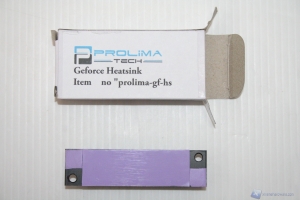 PROLIMA
TECH
Geforce Heatsink
Item no "prolima-gf-hs